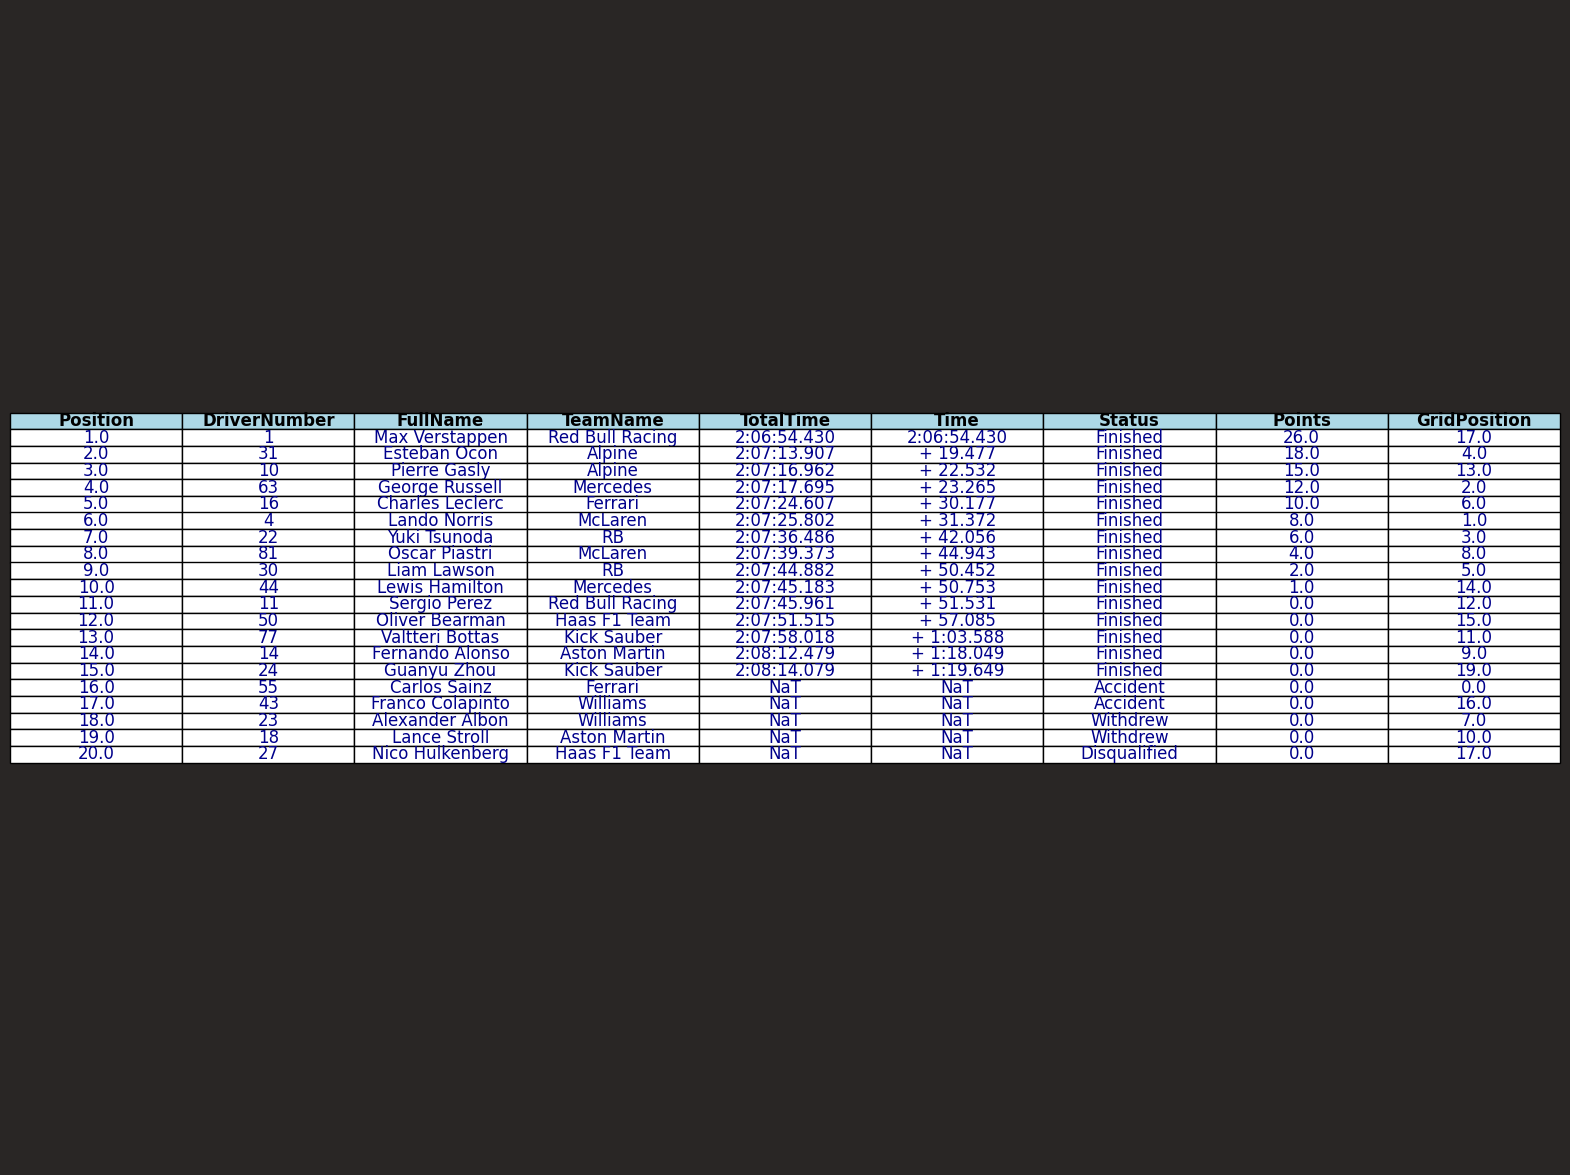 Position DriverNumber FullName TeamName TotalTime Time Status Points GridPosition
1.0 1 Max Verstappen Red Bull Racing 2:06:54.430 2:06:54.430 Finished 26.0 17.0
2.0 31 Esteban Ocon Alpine 2:07:13.907 + 19.477 Finished 18.0 4.0
3.0 10 Pierre Gasly Alpine 2:07:16.962 + 22.532 Finished 15.0 13.0
4.0 63 George Russell Mercedes 2:07:17.695 + 23.265 Finished 12.0 2.0
5.0 16 Charles Leclerc Ferrari 2:07:24.607 + 30.177 Finished 10.0 6.0
6.0 4 Lando Norris McLaren 2:07:25.802 + 31.372 Finished 8.0 1.0
7.0 22 Yuki Tsunoda RB 2:07:36.486 + 42.056 Finished 6.0 3.0
8.0 81 Oscar Piastri McLaren 2:07:39.373 + 44.943 Finished 4.0 8.0
9.0 30 Liam Lawson RB 2:07:44.882 + 50.452 Finished 2.0 5.0
10.0 44 Lewis Hamilton Mercedes 2:07:45.183 + 50.753 Finished 1.0 14.0
11.0 11 Sergio Perez Red Bull Racing 2:07:45.961 + 51.531 Finished 0.0 12.0
12.0 50 Oliver Bearman Haas F1 Team 2:07:51.515 + 57.085 Finished 0.0 15.0
13.0 77 Valtteri Bottas Kick Sauber 2:07:58.018 + 1:03.588 Finished 0.0 11.0
14.0 14 Fernando Alonso Aston Martin 2:08:12.479 + 1:18.049 Finished 0.0 9.0
15.0 24 Guanyu Zhou Kick Sauber 2:08:14.079 + 1:19.649 Finished 0.0 19.0
16.0 55 Carlos Sainz Ferrari NaT NaT Accident 0.0 0.0
17.0 43 Franco Colapinto Williams NaT NaT Accident 0.0 16.0
18.0 23 Alexander Albon Williams NaT NaT Withdrew 0.0 7.0
19.0 18 Lance Stroll Aston Martin NaT NaT Withdrew 0.0 10.0
20.0 27 Nico Hulkenberg Haas F1 Team NaT NaT Disqualified 0.0 17.0